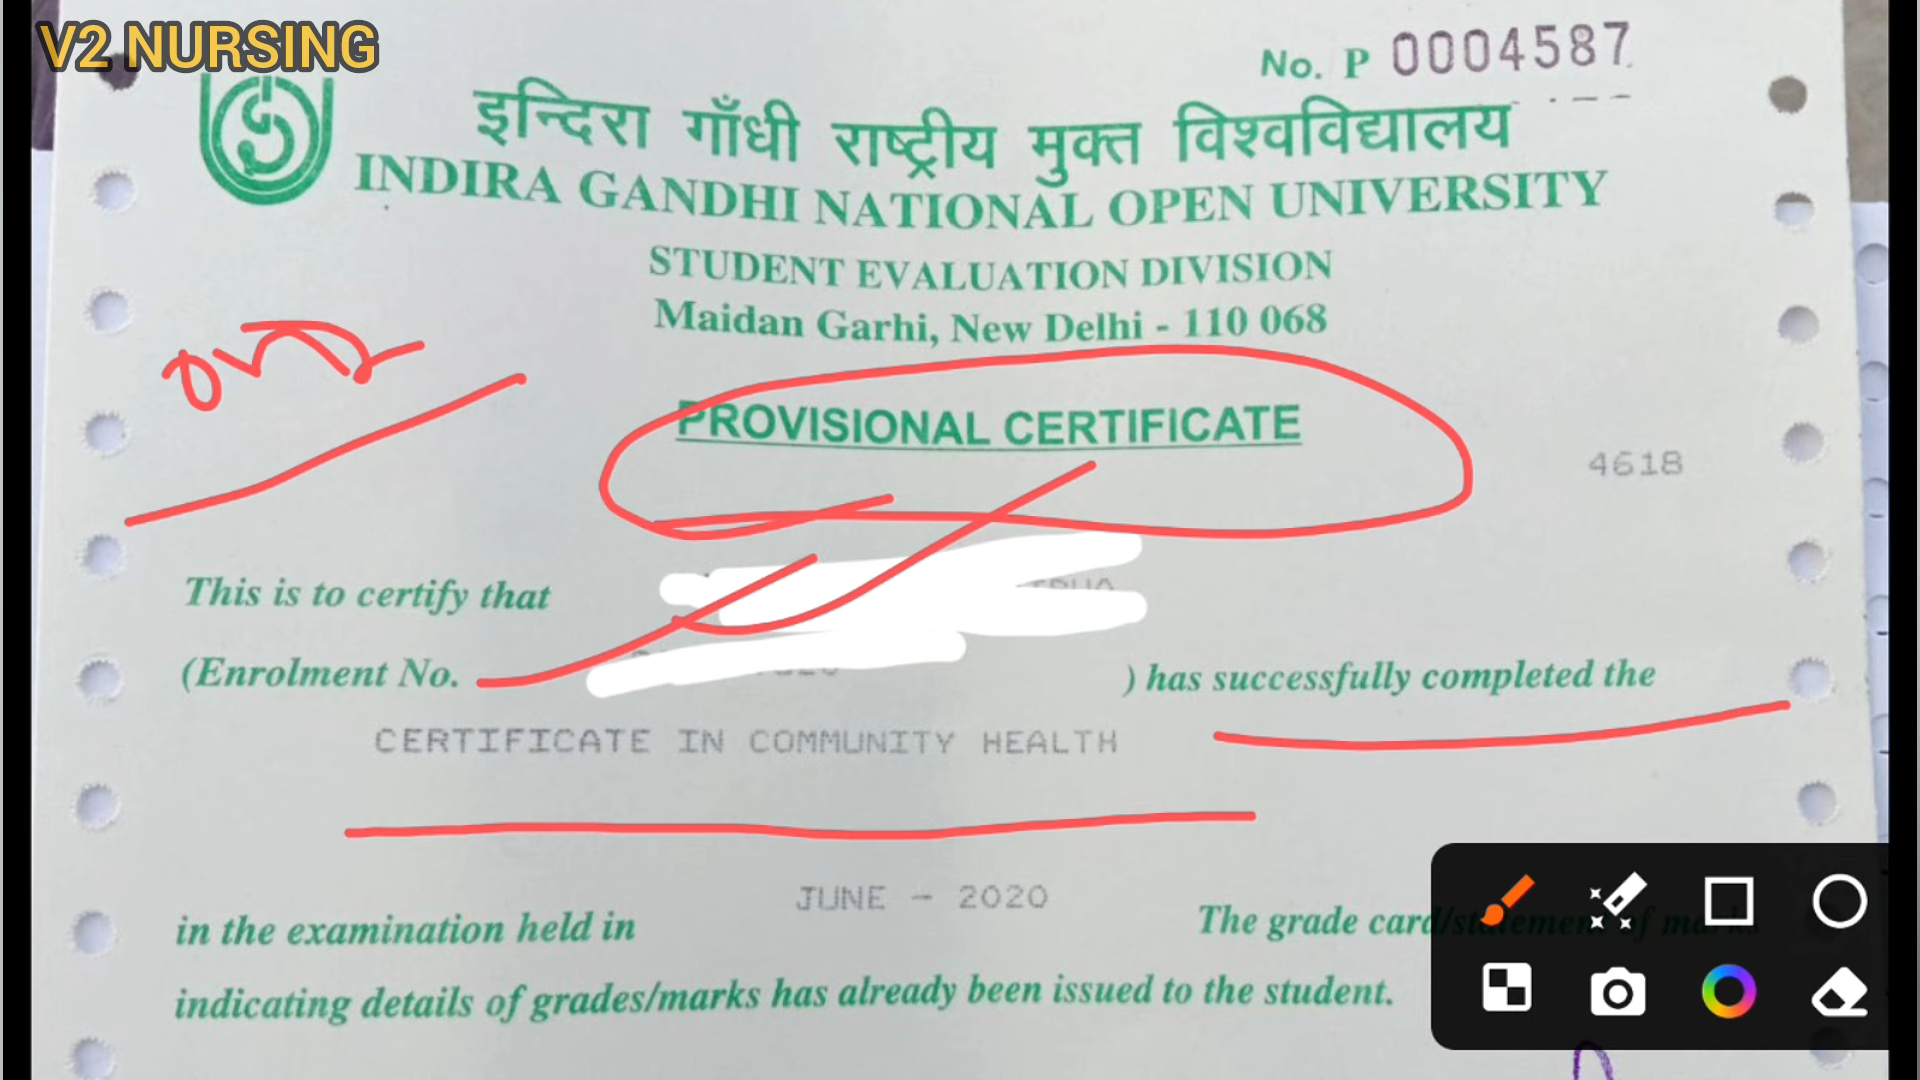 V2 NURSING
No. P 0004587
इन्दिरा गाँधी राष्ट्रीय मुक्त विश्वविद्यालय
INDIRA GANDHI NATIONAL OPEN UNIVERSITY
STUDENT EVALUATION DIVISION
Maidan Garhi, New Delhi - 110 068
PROVISIONAL CERTIFICATE
4618
This is to certify that
(Enrolment No. ) has successfully completed the
CERTIFICATE IN COMMUNITY HEALTH
JUNE - 2020
in the examination held in The grade card/statement of marks
indicating details of grades/marks has already been issued to the student.